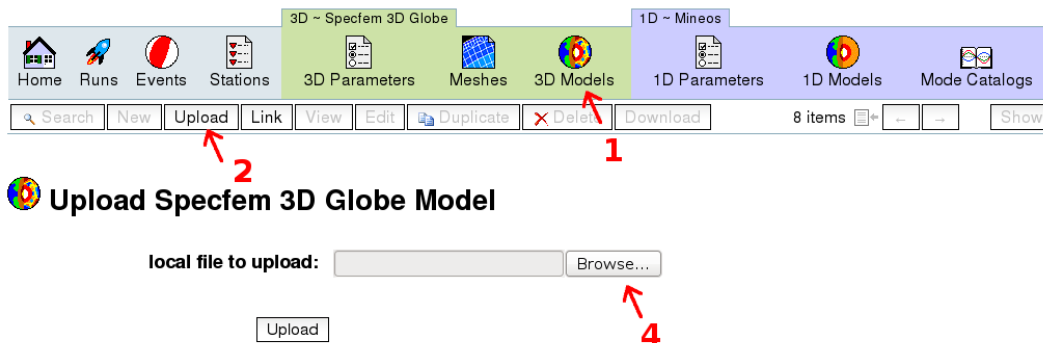 3D ~ Specfem 3D Globe 1D ~ Mineos
Home Runs Events Stations 3D Parameters Meshes 3D Models 1D Parameters 1D Models Mode Catalogs
Search New Upload Link View Edit Duplicate Delete Download 8 items ← → Show
2 1
Upload Specfem 3D Globe Model
local file to upload: Browse...
4
Upload